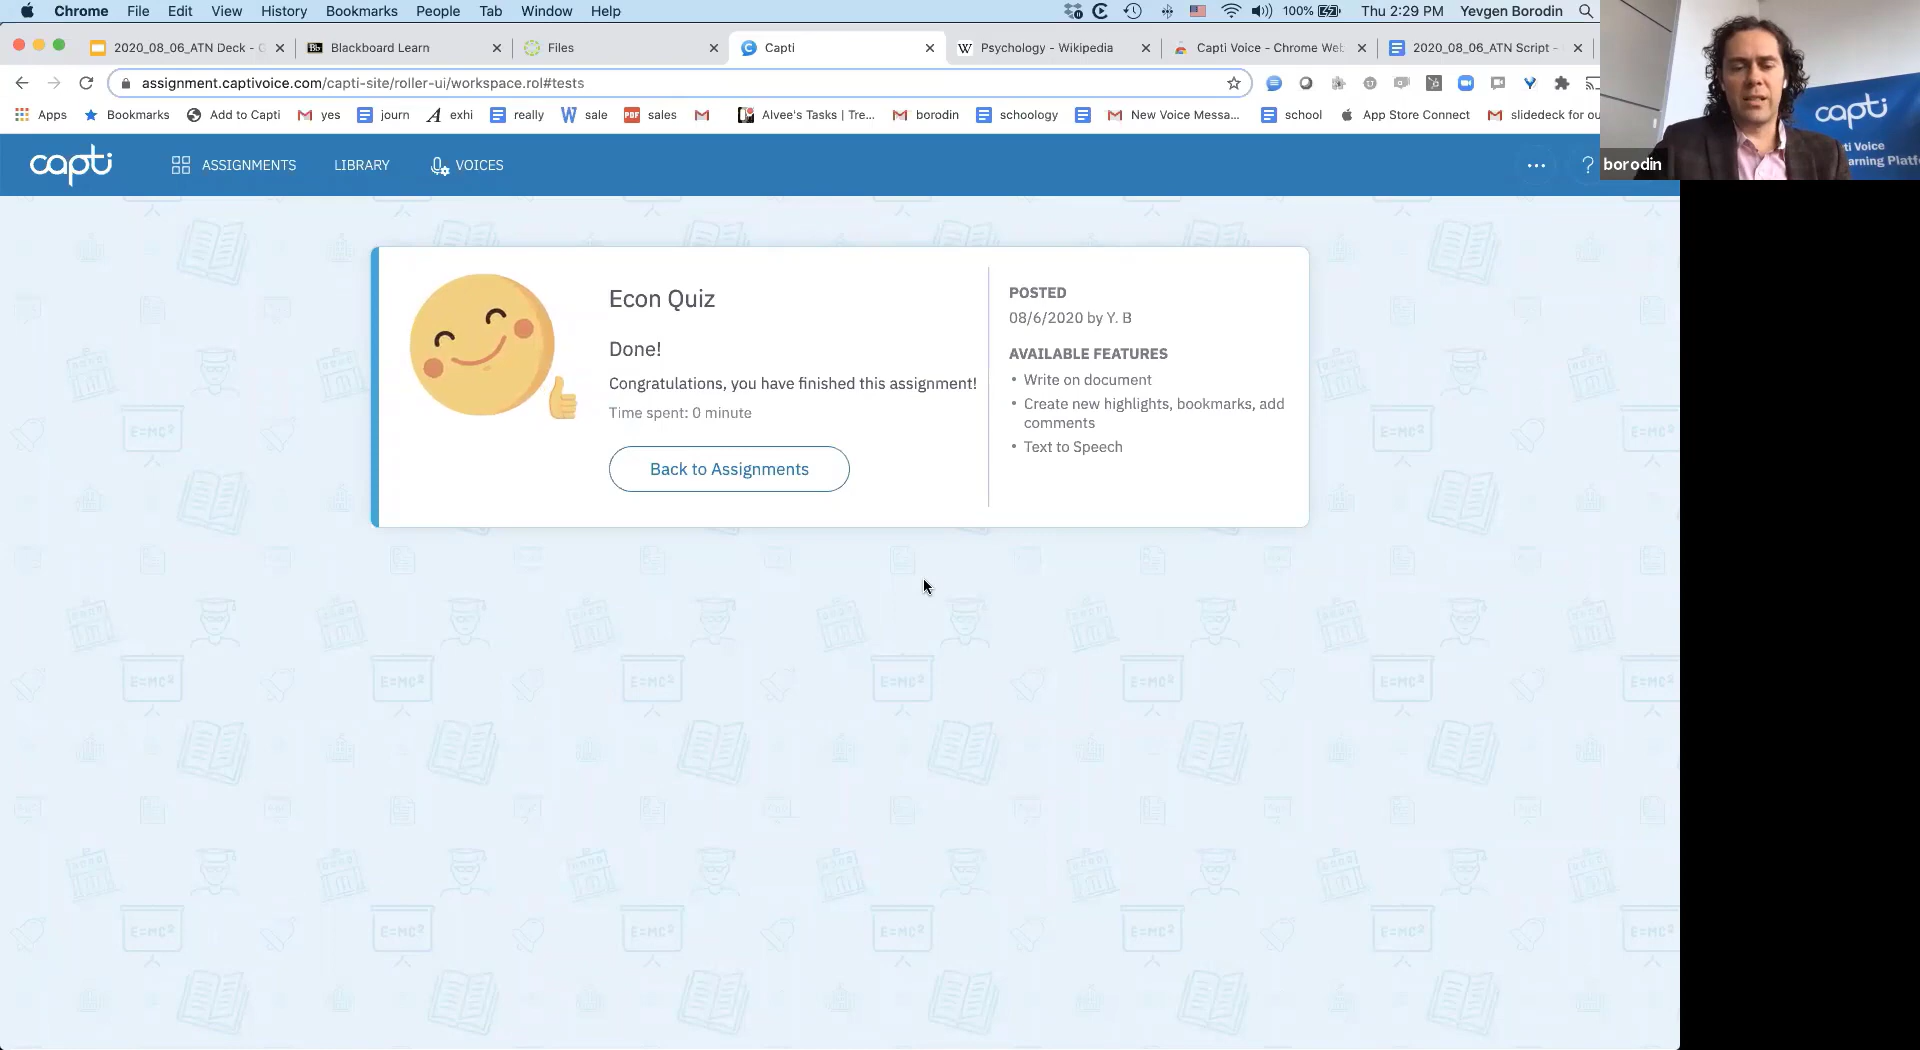 Chrome File Edit View History Bookmarks People Tab Window Help 100% Thu 2:29 PM Yevgen Borodin
2020_08_06_ATN Deck - G Blackboard Learn Files Capti Psychology - Wikipedia Capti Voice - Chrome Web 2020_08_06_ATN Script -
assignment.captivoice.com/capti-site/roller-ui/workspace.rol#tests
Apps Bookmarks Add to Capti yes journ exhi really sale sales Alvee's Tasks | Tre... borodin schoology New Voice Messa... school App Store Connect slidedeck for ou
capti ASSIGNMENTS LIBRARY VOICES ... ?
capti
ti Voice
arning Platf
borodin
Econ Quiz
Done!
Congratulations, you have finished this assignment!
Time spent: 0 minute
Back to Assignments
POSTED
08/6/2020 by Y. B
AVAILABLE FEATURES
• Write on document
• Create new highlights, bookmarks, add
comments
• Text to Speech